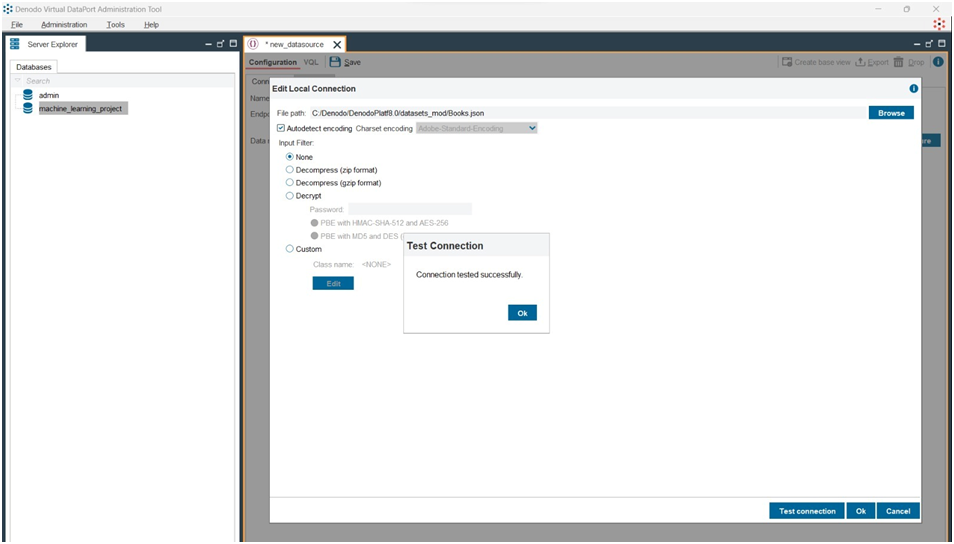 Denodo Virtual DataPort Administration Tool
File Administration Tools Help
Server Explorer
* new_datasource
Configuration VQL Save Create base view Export Drop
Databases
Search
admin
machine_learning_project
Conn
Name
Endpo
Data r
re
Edit Local Connection
File path: C:/Denodo/DenodoPlatf8.0/datasets_mod/Books.json Browse
Autodetect encoding Charset encoding Adobe-Standard-Encoding
Input Filter:
None
Decompress (zip format)
Decompress (gzip format)
Decrypt
Password:
PBE with HMAC-SHA-512 and AES-256
PBE with MD5 and DES (
Custom
Class name: <NONE>
Edit
Test Connection
Connection tested successfully.
Ok
Test connection Ok Cancel